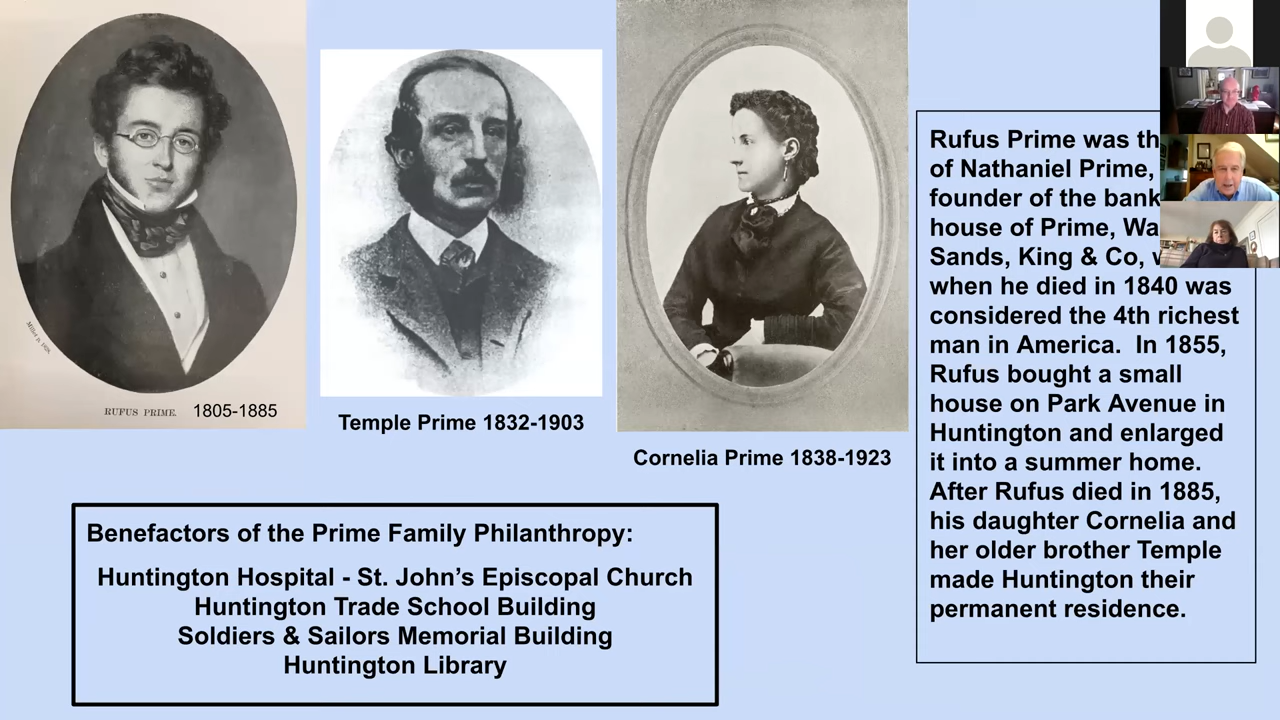 RUFUS PRIME. 1805-1885
Temple Prime 1832-1903
Cornelia Prime 1838-1923
Rufus Prime was
of Nathaniel Prime,
founder of the
house of Prime,
Sands, King & Co,
when he died in 1840 was
considered the 4th richest
man in America. In 1855,
Rufus bought a small
house on Park Avenue in
Huntington and enlarged
it into a summer home.
After Rufus died in 1885,
his daughter Cornelia and
her older brother Temple
made Huntington their
permanent residence.
Benefactors of the Prime Family Philanthropy:
Huntington Hospital - St. John’s Episcopal Church
Huntington Trade School Building
Soldiers & Sailors Memorial Building
Huntington Library